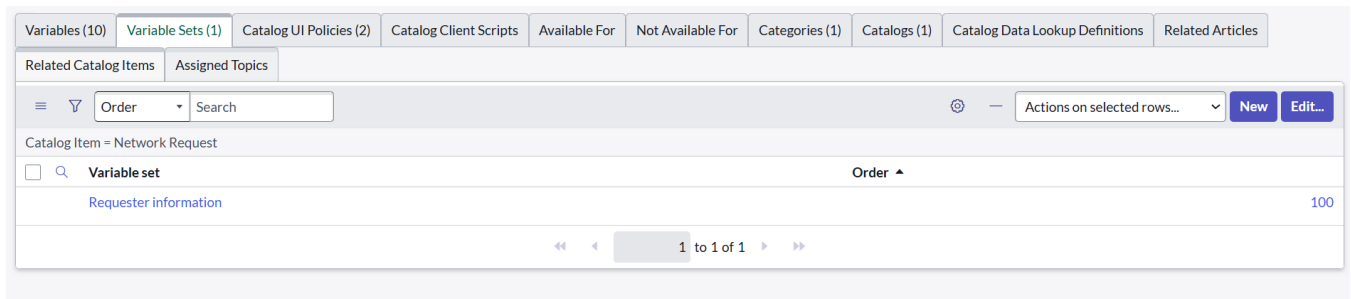 Variables (10) Variable Sets (1) Catalog UI Policies (2) Catalog Client Scripts Available For Not Available For Categories (1) Catalogs (1) Catalog Data Lookup Definitions Related Articles
Related Catalog Items Assigned Topics
Order Search Actions on selected rows... New Edit...
Catalog Item = Network Request
Variable set Order
Requester information 100
1 to 1 of 1